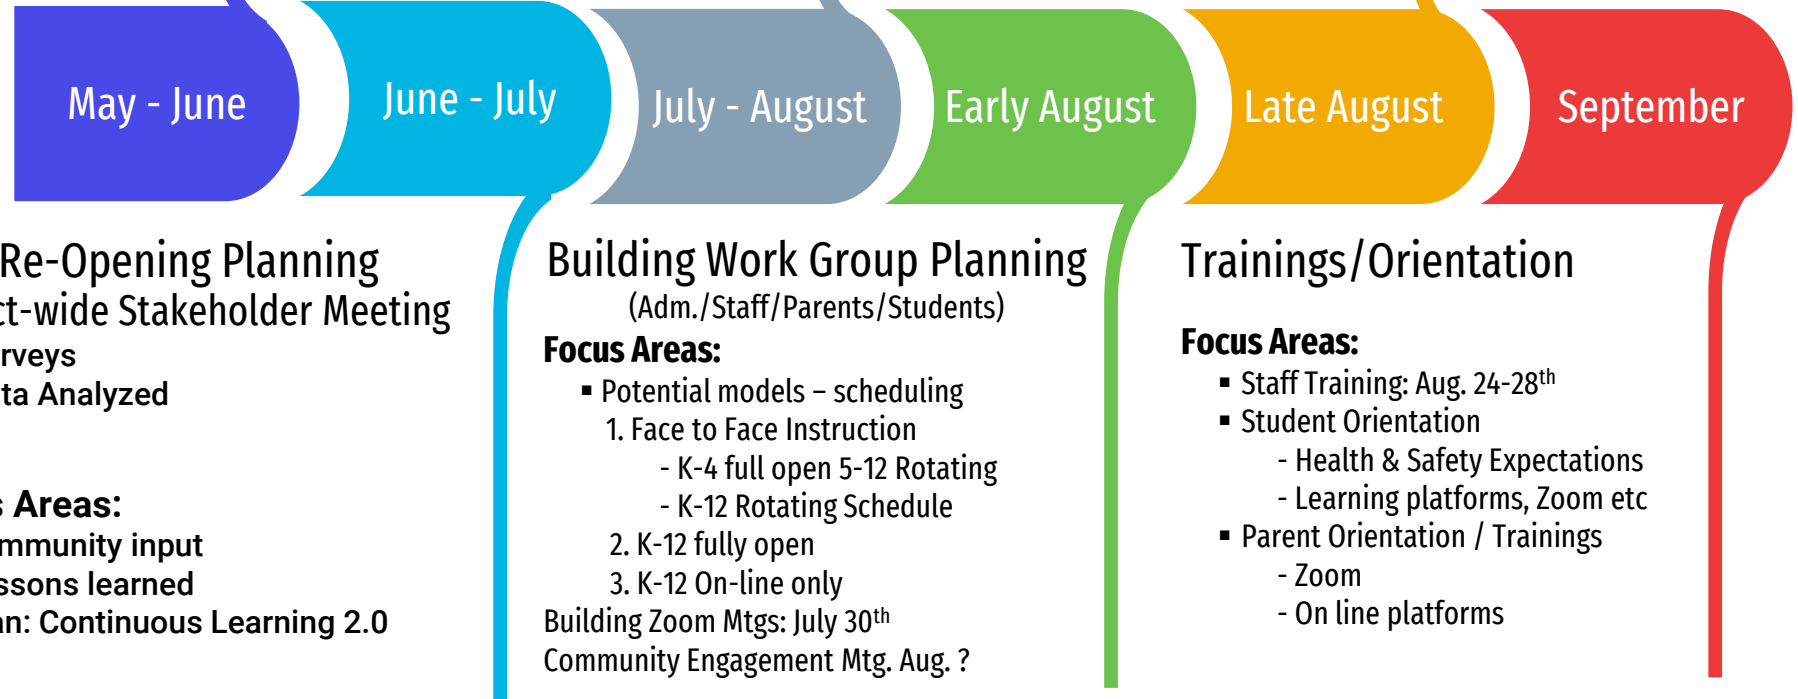 May - June
June - July
July - August
Early August
Late August
September
Re-Opening Planning
ct-wide Stakeholder Meeting
rveys
ta Analyzed
s Areas:
mmunity input
ssons learned
an: Continuous Learning 2.0
Building Work Group Planning
(Adm./Staff/Parents/Students)
Focus Areas:
▪ Potential models – scheduling
1. Face to Face Instruction
- K-4 full open 5-12 Rotating
- K-12 Rotating Schedule
2. K-12 fully open
3. K-12 On-line only
Building Zoom Mtgs: July 30th
Community Engagement Mtg. Aug. ?
Trainings/Orientation
Focus Areas:
▪ Staff Training: Aug. 24-28th
▪ Student Orientation
- Health & Safety Expectations
- Learning platforms, Zoom etc
▪ Parent Orientation / Trainings
- Zoom
- On line platforms